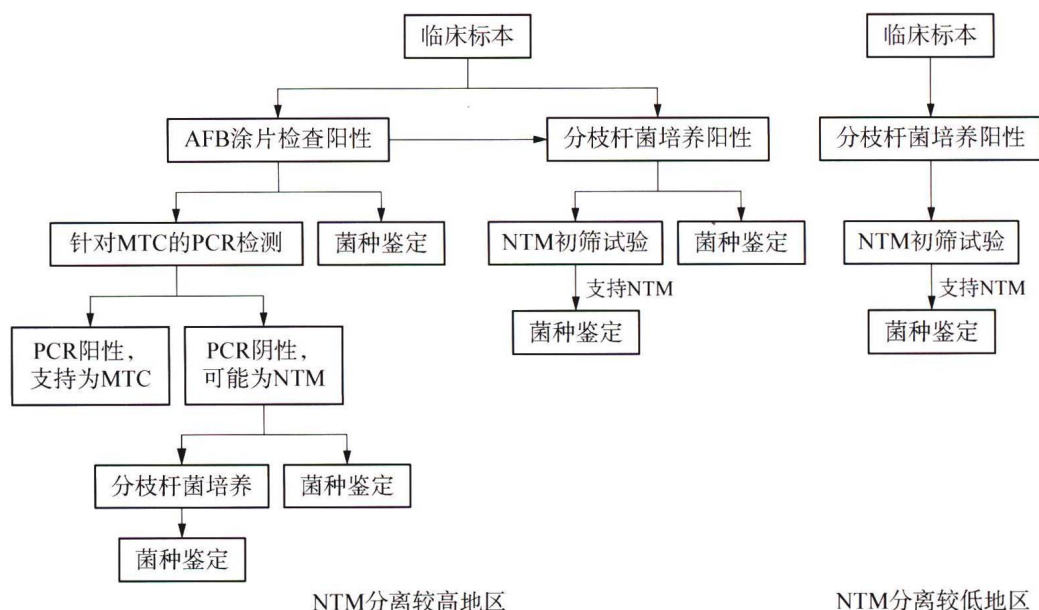 临床标本
临床标本
AFB涂片检查阳性
分枝杆菌培养阳性
分枝杆菌培养阳性
针对MTC的PCR检测
菌种鉴定
NTM初筛试验
菌种鉴定
NTM初筛试验
支持NTM
支持NTM
菌种鉴定
菌种鉴定
PCR阳性，
支持为MTC
PCR阴性，
可能为NTM
分枝杆菌培养
菌种鉴定
菌种鉴定
NTM分离较高地区
NTM分离较低地区